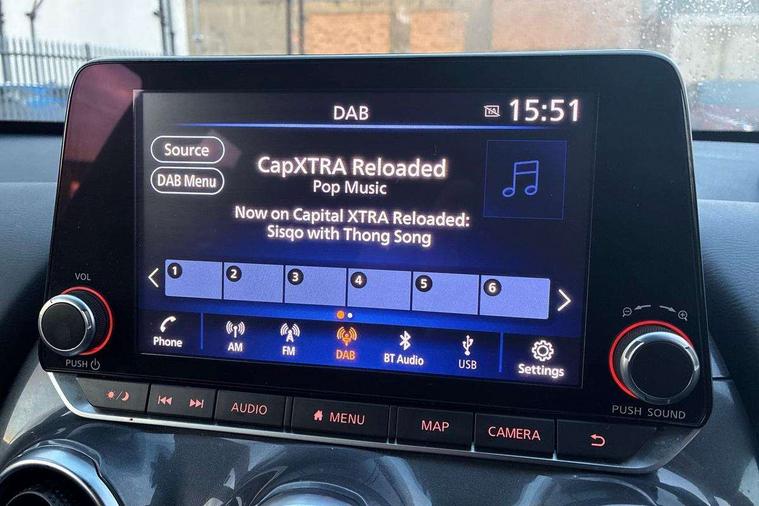 DAB
TA
15:51
Source
DAB Menu
CapXTRA Reloaded
Pop Music
Now on Capital XTRA Reloaded:
Sisqo with Thong Song
1
2
3
4
5
6
Phone
AM
FM
DAB
BT Audio
USB
Settings
VOL
PUSH
PUSH SOUND
AUDIO
MENU
MAP
CAMERA